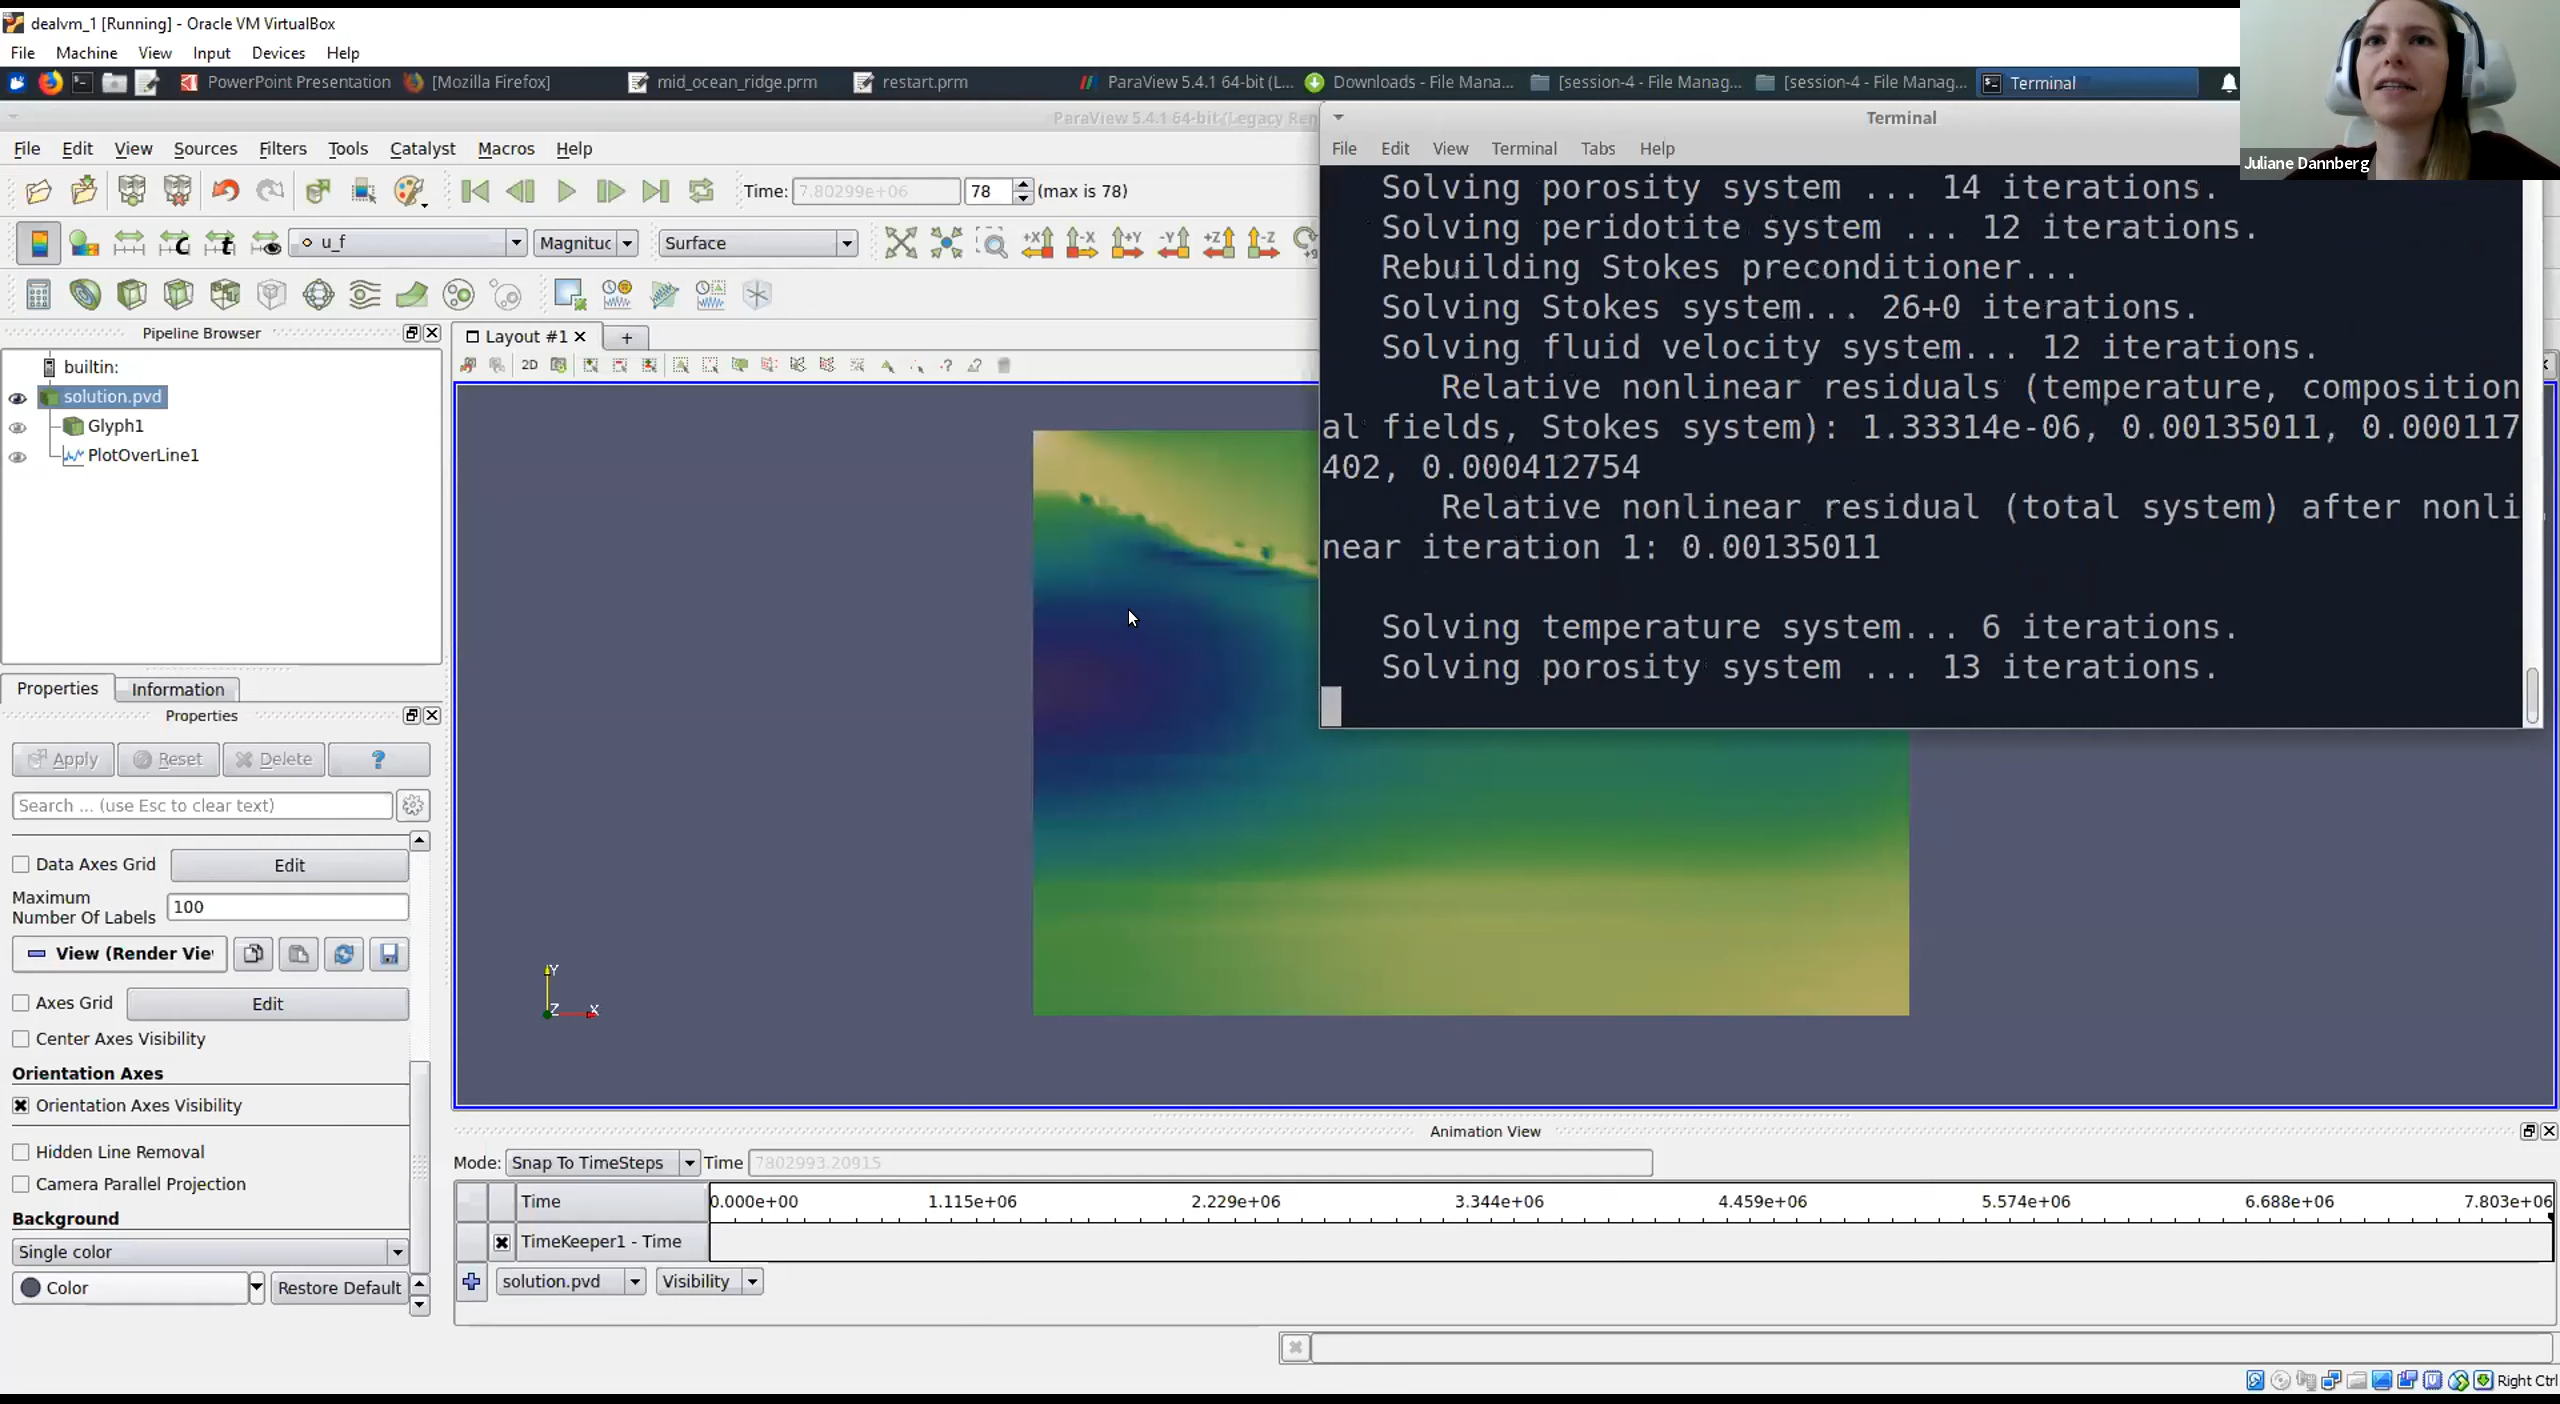 dealvm_1 [Running] - Oracle VM VirtualBox
File Machine View Input Devices Help
PowerPoint Presentation [Mozilla Firefox] mid_ocean_ridge.prm restart.prm ParaView 5.4.1 64-bit (L... Downloads - File Mana... [session-4 - File Manag... [session-4 - File Manag... Terminal
Juliane Dannberg
ParaView 5.4.1 64-bit (Legacy Ren
File Edit View Sources Filters Tools Catalyst Macros Help
Time: 7.80299e+06 78 (max is 78)
u_f Magnituc Surface
+X -X +Y -Y +Z -Z
Pipeline Browser
builtin:
solution.pvd
Glyph1
PlotOverLine1
Properties Information
Properties
Apply Reset Delete ?
Search ... (use Esc to clear text)
Data Axes Grid Edit
Maximum
Number Of Labels 100
View (Render Vie
Axes Grid Edit
Center Axes Visibility
Orientation Axes
Orientation Axes Visibility
Hidden Line Removal
Camera Parallel Projection
Background
Single color
Color Restore Default
Layout #1 +
2D
Y
Z X
Terminal
File Edit View Terminal Tabs Help
Solving porosity system ... 14 iterations.
Solving peridotite system ... 12 iterations.
Rebuilding Stokes preconditioner...
Solving Stokes system... 26+0 iterations.
Solving fluid velocity system... 12 iterations.
Relative nonlinear residuals (temperature, composition
al fields, Stokes system): 1.33314e-06, 0.00135011, 0.000117
402, 0.000412754
Relative nonlinear residual (total system) after nonli
near iteration 1: 0.00135011
Solving temperature system... 6 iterations.
Solving porosity system ... 13 iterations.
Animation View
Mode: Snap To TimeSteps Time 7802993.20915
Time 0.000e+00 1.115e+06 2.229e+06 3.344e+06 4.459e+06 5.574e+06 6.688e+06 7.803e+06
TimeKeeper1 - Time
solution.pvd Visibility
Right Ctrl